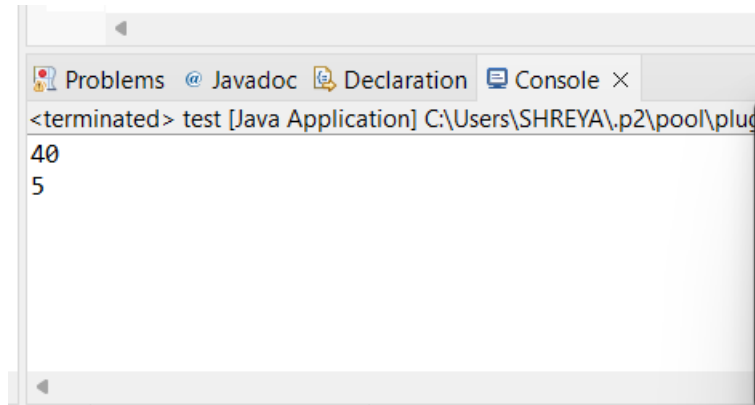 Problems @ Javadoc Declaration Console
<terminated> test [Java Application] C:\Users\SHREYA\.p2\pool\plug
40
5